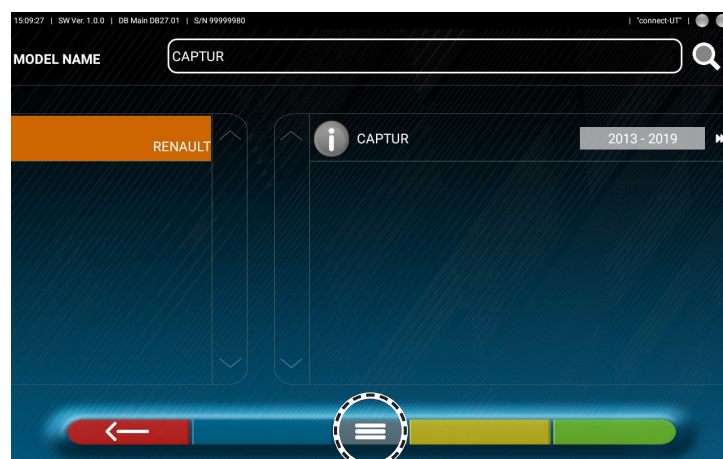 15:09:27 | SW Ver. 1.0.0 | DB Main DB27.01 | S/N 99999980 | "connect-UT" |
MODEL NAME CAPTUR
RENAULT
i CAPTUR 2013 - 2019